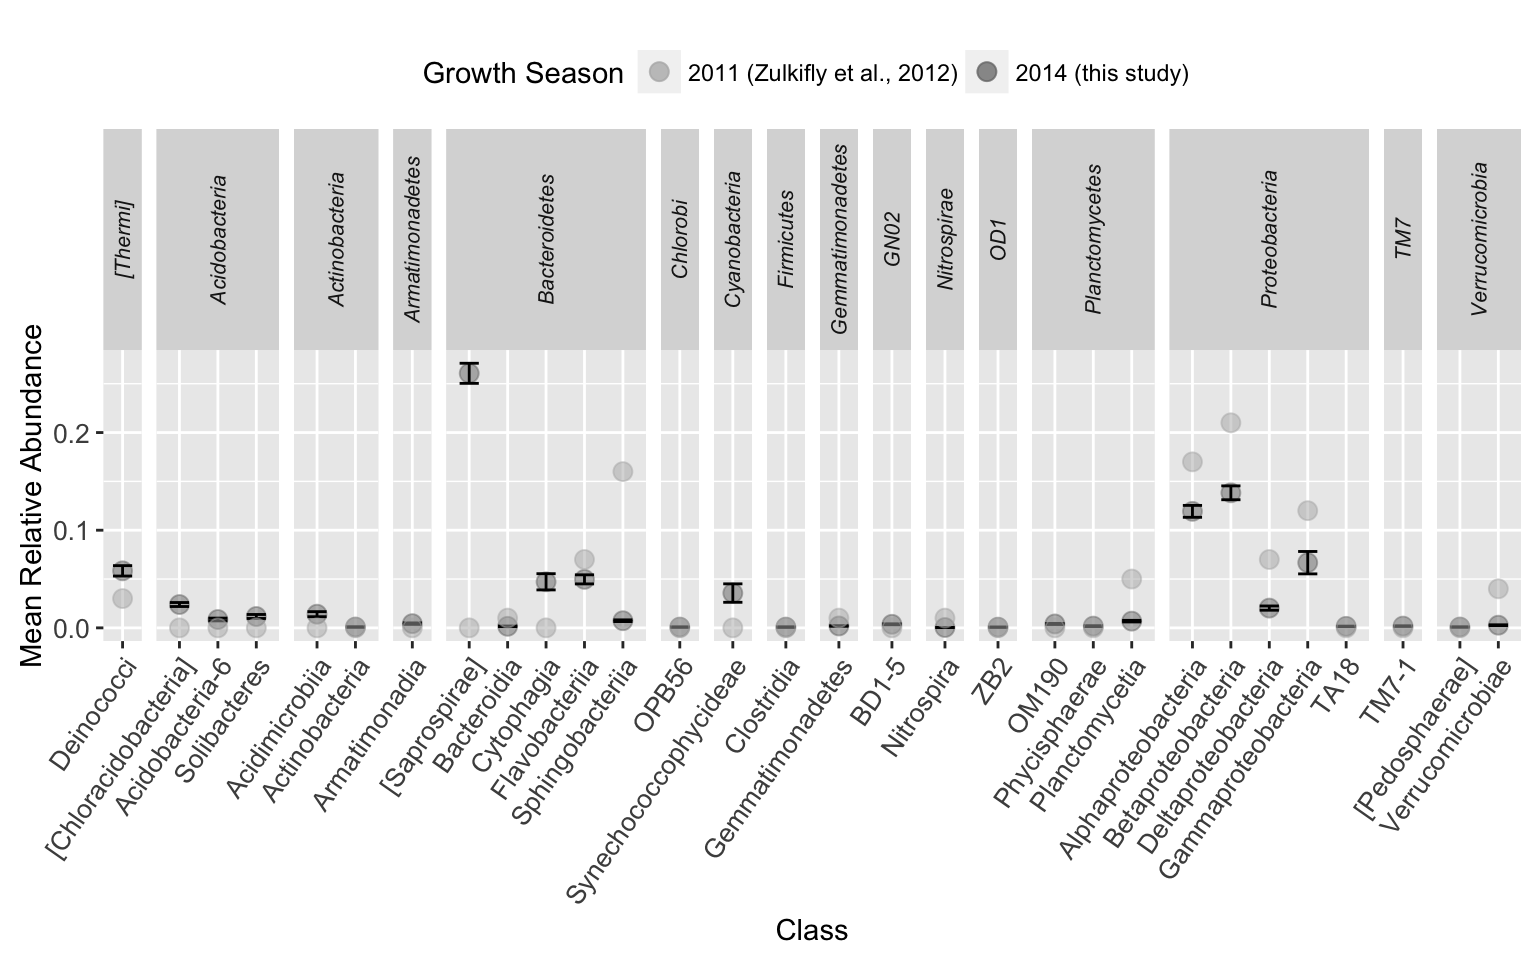 Growth Season 2011 (Zulkifly et al., 2012) 2014 (this study)
[Thermi]
Acidobacteria
Actinobacteria
Armatimonadetes
Bacteroidetes
Chlorobi
Cyanobacteria
Firmicutes
Gemmatimonadetes
GN02
Nitrospirae
OD1
Planctomycetes
Proteobacteria
TM7
Verrucomicrobia
Mean Relative Abundance
0.2
0.1
0.0
Deinococci
[Chloracidobacteria]
Acidobacteria-6
Solibacteres
Acidimicrobiia
Actinobacteria
Armatimonadia
[Saprospirae]
Bacteroidia
Cytophagia
Flavobacteriia
Sphingobacteriia
OPB56
Synechococcophycideae
Clostridia
Gemmatimonadetes
BD1-5
Nitrospira
ZB2
OM190
Phycisphaerae
Planctomycetia
Alphaproteobacteria
Betaproteobacteria
Deltaproteobacteria
Gammaproteobacteria
TA18
TM7-1
[Pedosphaerae]
Verrucomicrobiae
Class